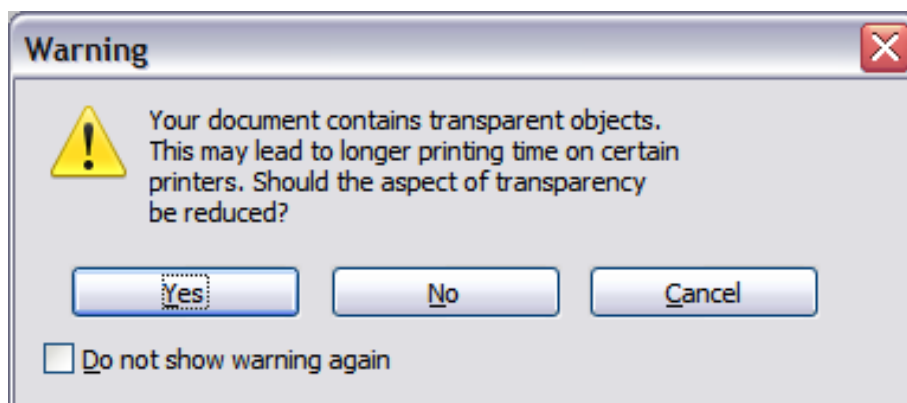 Warning
Your document contains transparent objects.
This may lead to longer printing time on certain
printers. Should the aspect of transparency
be reduced?
Yes No Cancel
Do not show warning again